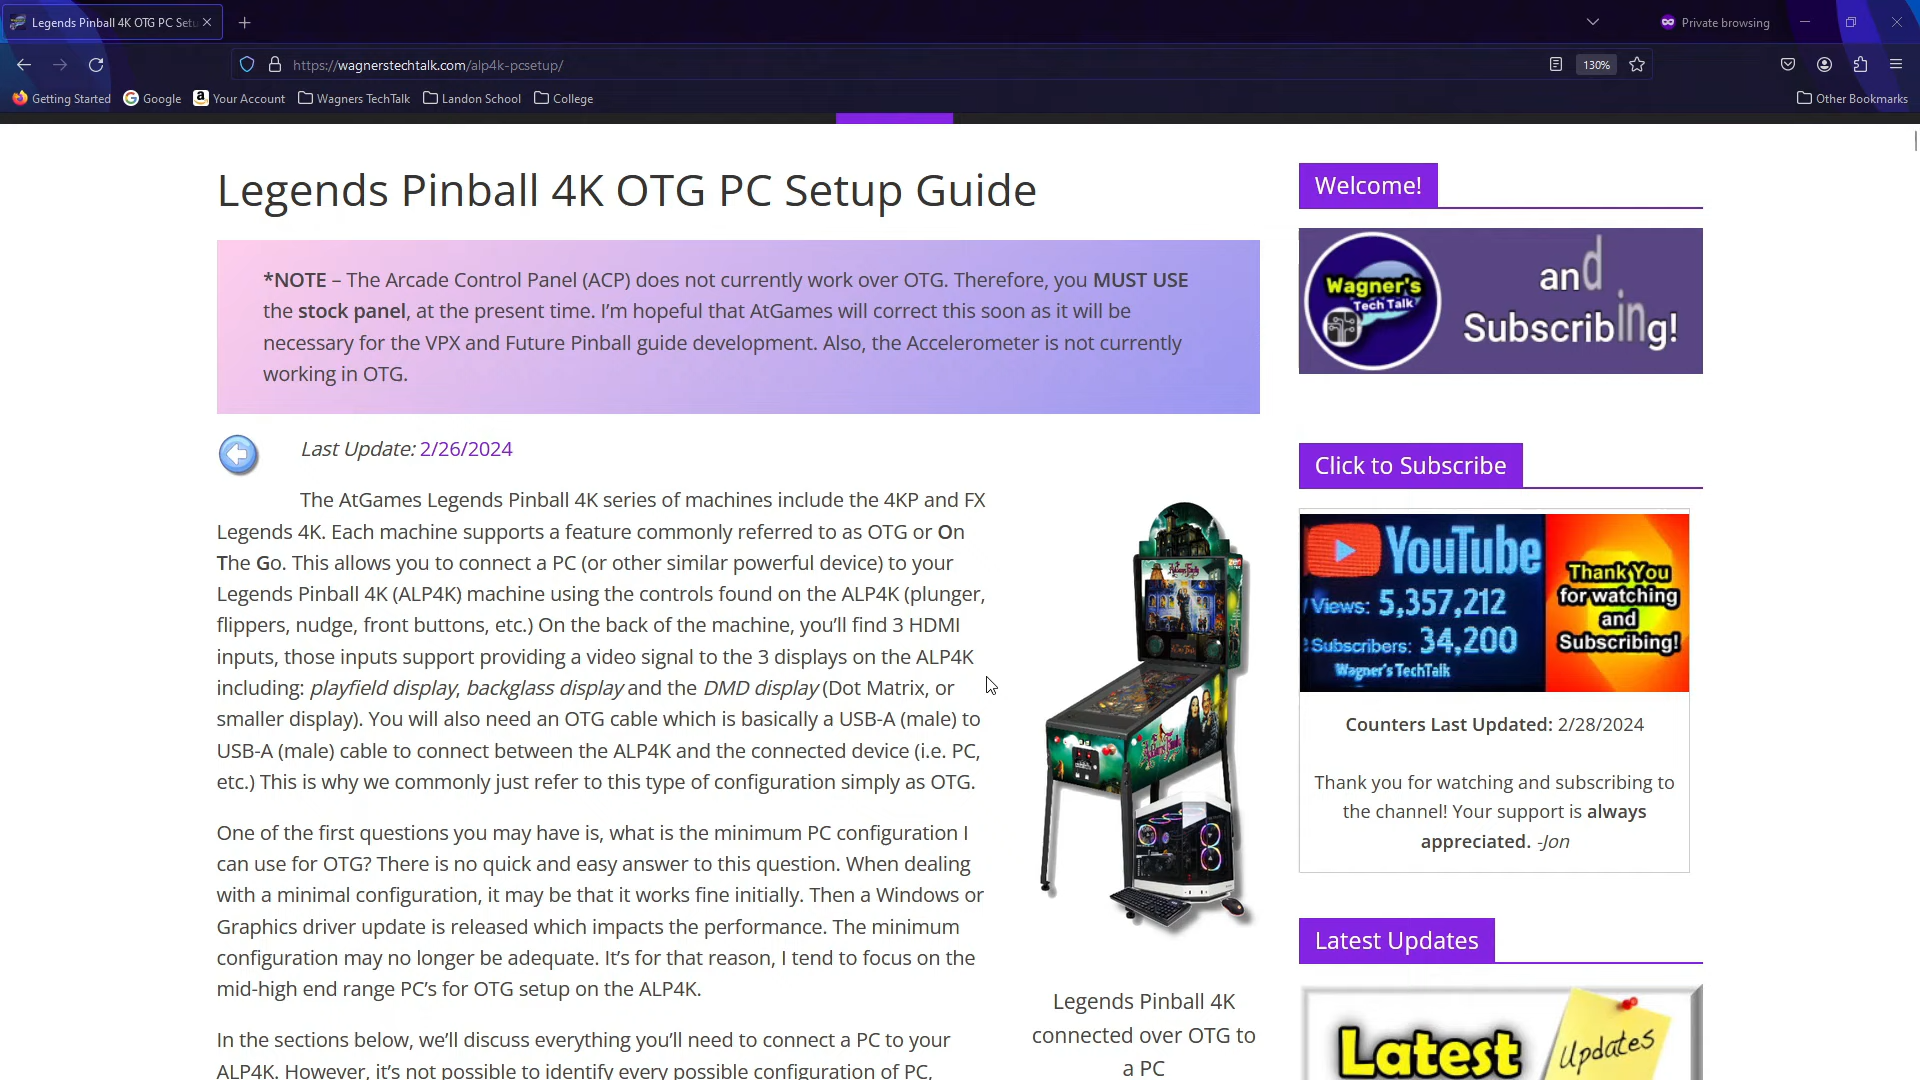 Legends Pinball 4K OTG PC Setu
Private browsing
https://wagnerstechtalk.com/alp4k-pcsetup/
130%
Getting Started
Google
Your Account
Wagners TechTalk
Landon School
College
Other Bookmarks
Legends Pinball 4K OTG PC Setup Guide
*NOTE – The Arcade Control Panel (ACP) does not currently work over OTG. Therefore, you MUST USE
the stock panel, at the present time. I'm hopeful that AtGames will correct this soon as it will be
necessary for the VPX and Future Pinball guide development. Also, the Accelerometer is not currently
working in OTG.
Last Update: 2/26/2024
The AtGames Legends Pinball 4K series of machines include the 4KP and FX
Legends 4K. Each machine supports a feature commonly referred to as OTG or On
The Go. This allows you to connect a PC (or other similar powerful device) to your
Legends Pinball 4K (ALP4K) machine using the controls found on the ALP4K (plunger,
flippers, nudge, front buttons, etc.) On the back of the machine, you'll find 3 HDMI
inputs, those inputs support providing a video signal to the 3 displays on the ALP4K
including: playfield display, backglass display and the DMD display (Dot Matrix, or
smaller display). You will also need an OTG cable which is basically a USB-A (male) to
USB-A (male) cable to connect between the ALP4K and the connected device (i.e. PC,
etc.) This is why we commonly just refer to this type of configuration simply as OTG.
One of the first questions you may have is, what is the minimum PC configuration I
can use for OTG? There is no quick and easy answer to this question. When dealing
with a minimal configuration, it may be that it works fine initially. Then a Windows or
Graphics driver update is released which impacts the performance. The minimum
configuration may no longer be adequate. It's for that reason, I tend to focus on the
mid-high end range PC's for OTG setup on the ALP4K.
In the sections below, we'll discuss everything you'll need to connect a PC to your
ALP4K. However, it's not possible to identify every possible configuration of PC,
Legends Pinball 4K
connected over OTG to
a PC
Welcome!
Wagner's
Tech Talk
and
Subscribing!
Click to Subscribe
YouTube
Views: 5,357,212
Subscribers: 34,200
Wagner's TechTalk
Thank You
for watching
and
Subscribing!
Counters Last Updated: 2/28/2024
Thank you for watching and subscribing to
the channel! Your support is always
appreciated. -Jon
Latest Updates
Latest
Updates